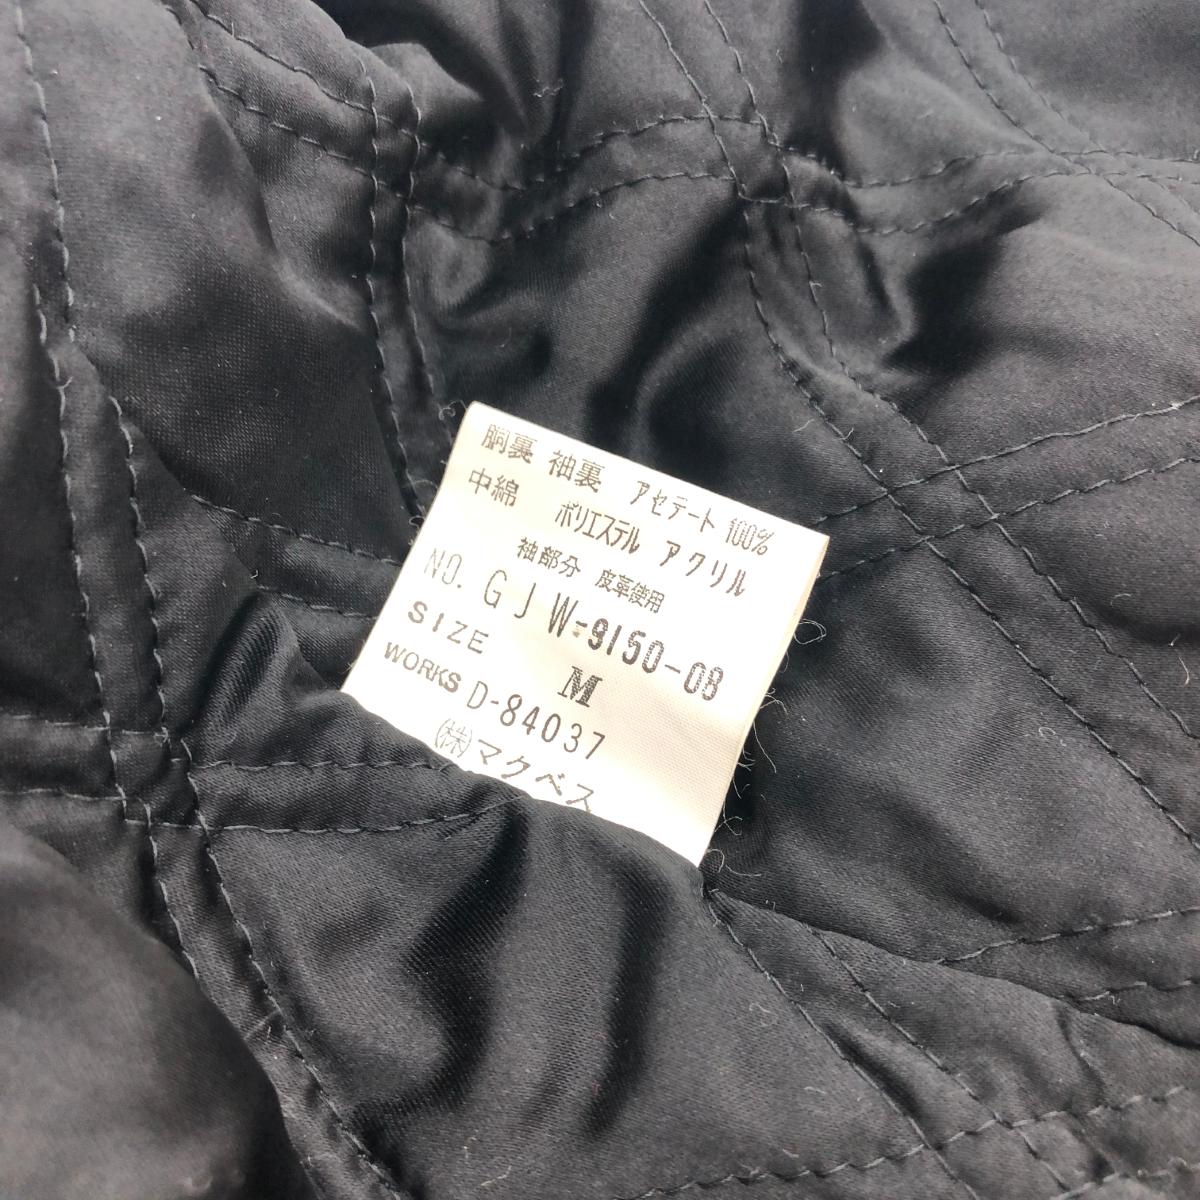 胴裏 袖裏 アセテート 100%
中綿 ポリエステル アクリル
袖部分 皮革使用
NO. GJW-9150-08
SIZE M
WORKS D-84037
㈱マクベス